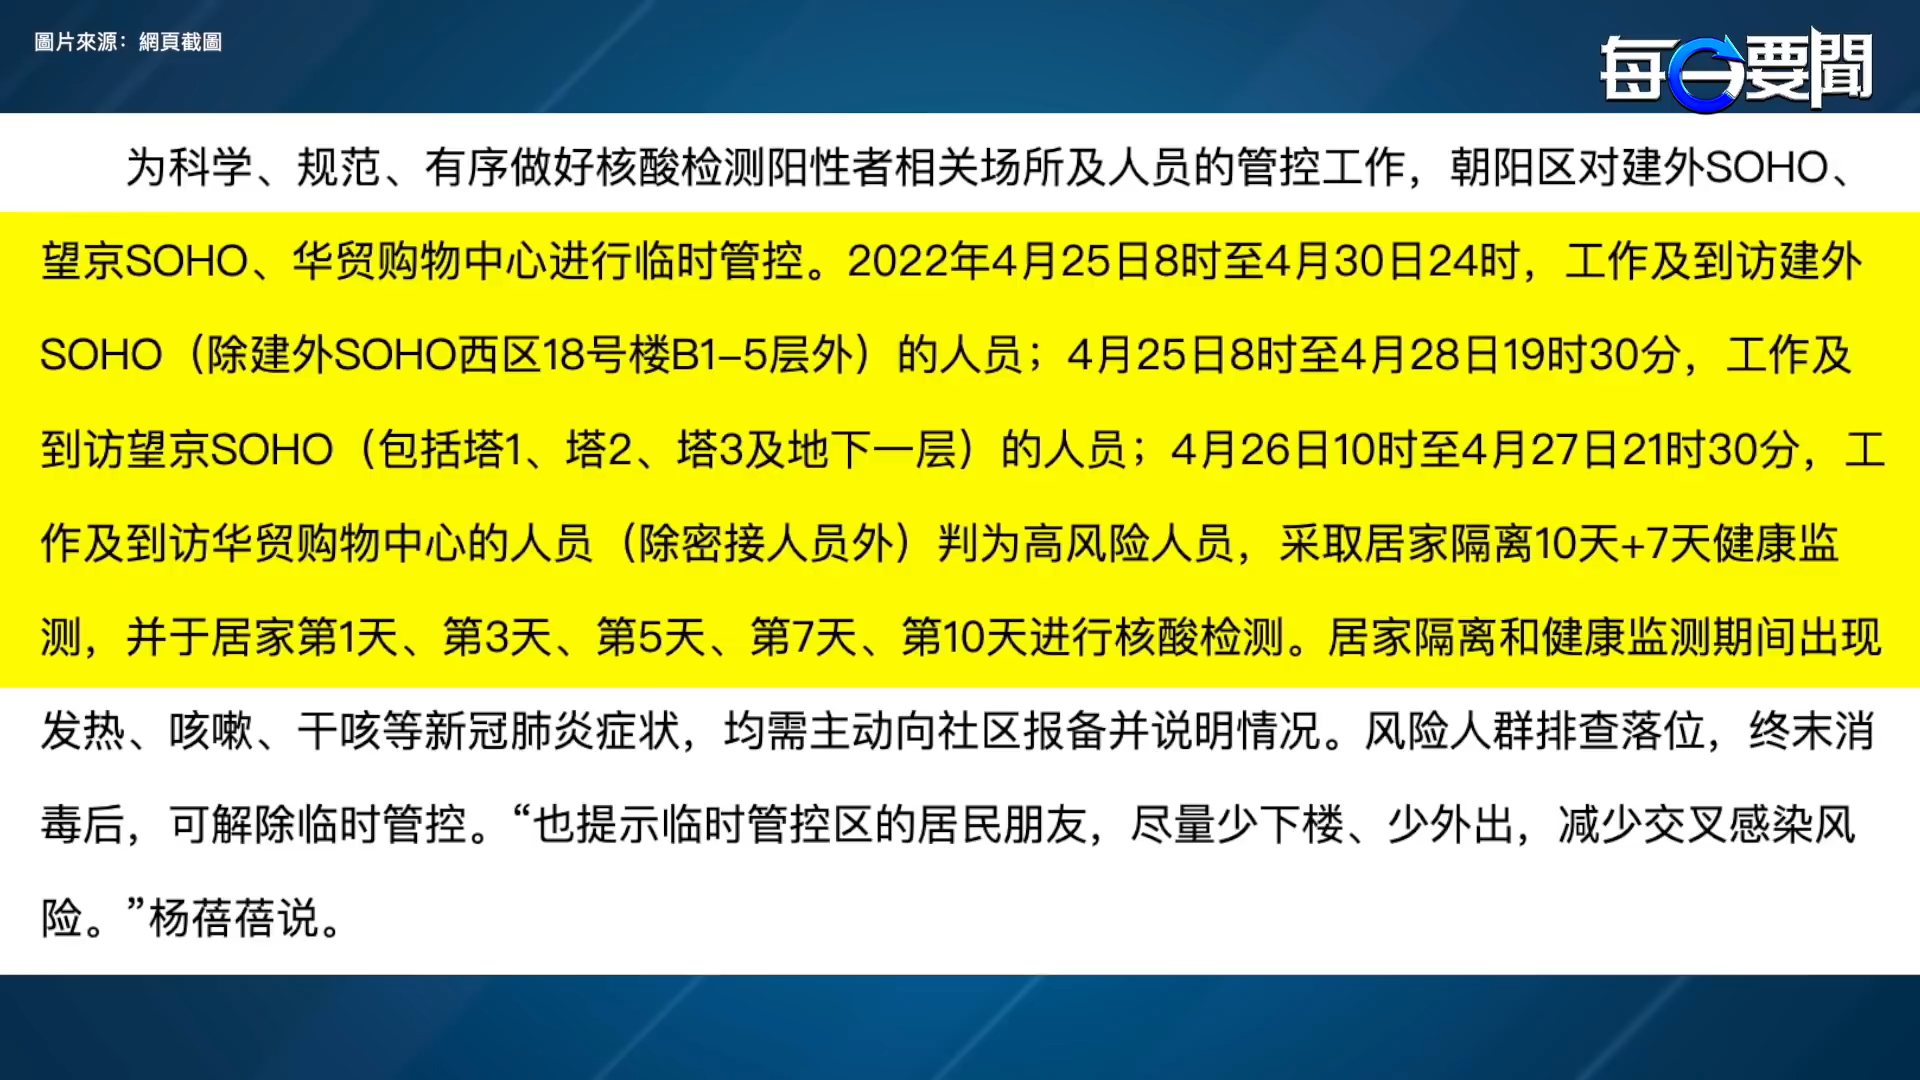 圖片來源：網頁截圖
每日要聞
为科学、规范、有序做好核酸检测阳性者相关场所及人员的管控工作，朝阳区对建外SOHO、
望京SOHO、华贸购物中心进行临时管控。2022年4月25日8时至4月30日24时，工作及到访建外
SOHO（除建外SOHO西区18号楼B1-5层外）的人员；4月25日8时至4月28日19时30分，工作及
到访望京SOHO（包括塔1、塔2、塔3及地下一层）的人员；4月26日10时至4月27日21时30分，工
作及到访华贸购物中心的人员（除密接人员外）判为高风险人员，采取居家隔离10天+7天健康监
测，并于居家第1天、第3天、第5天、第7天、第10天进行核酸检测。居家隔离和健康监测期间出现
发热、咳嗽、干咳等新冠肺炎症状，均需主动向社区报备并说明情况。风险人群排查落位，终末消
毒后，可解除临时管控。“也提示临时管控区的居民朋友，尽量少下楼、少外出，减少交叉感染风
险。”杨蓓蓓说。